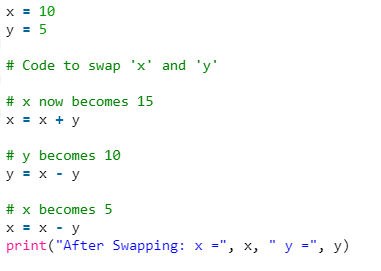 x = 10
y = 5
# Code to swap 'x' and 'y'
# x now becomes 15
x = x + y
# y becomes 10
y = x - y
# x becomes 5
x = x - y
print("After Swapping: x =", x, " y =", y)